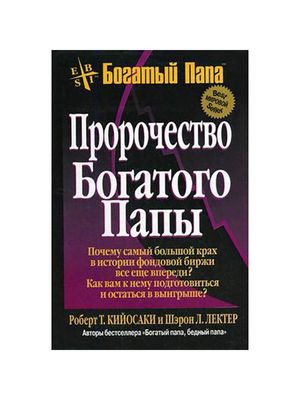 E B
S I
Богатый Папа
Пророчество
Богатого
Папы
Почему самый большой крах
в истории фондовой биржи
все еще впереди?
Как вам к нему подготовиться
и остаться в выигрыше?
Роберт Т. КИЙОСАКИ и Шэрон Л. ЛЕКТЕР
Авторы бестселлера «Богатый папа, бедный папа»